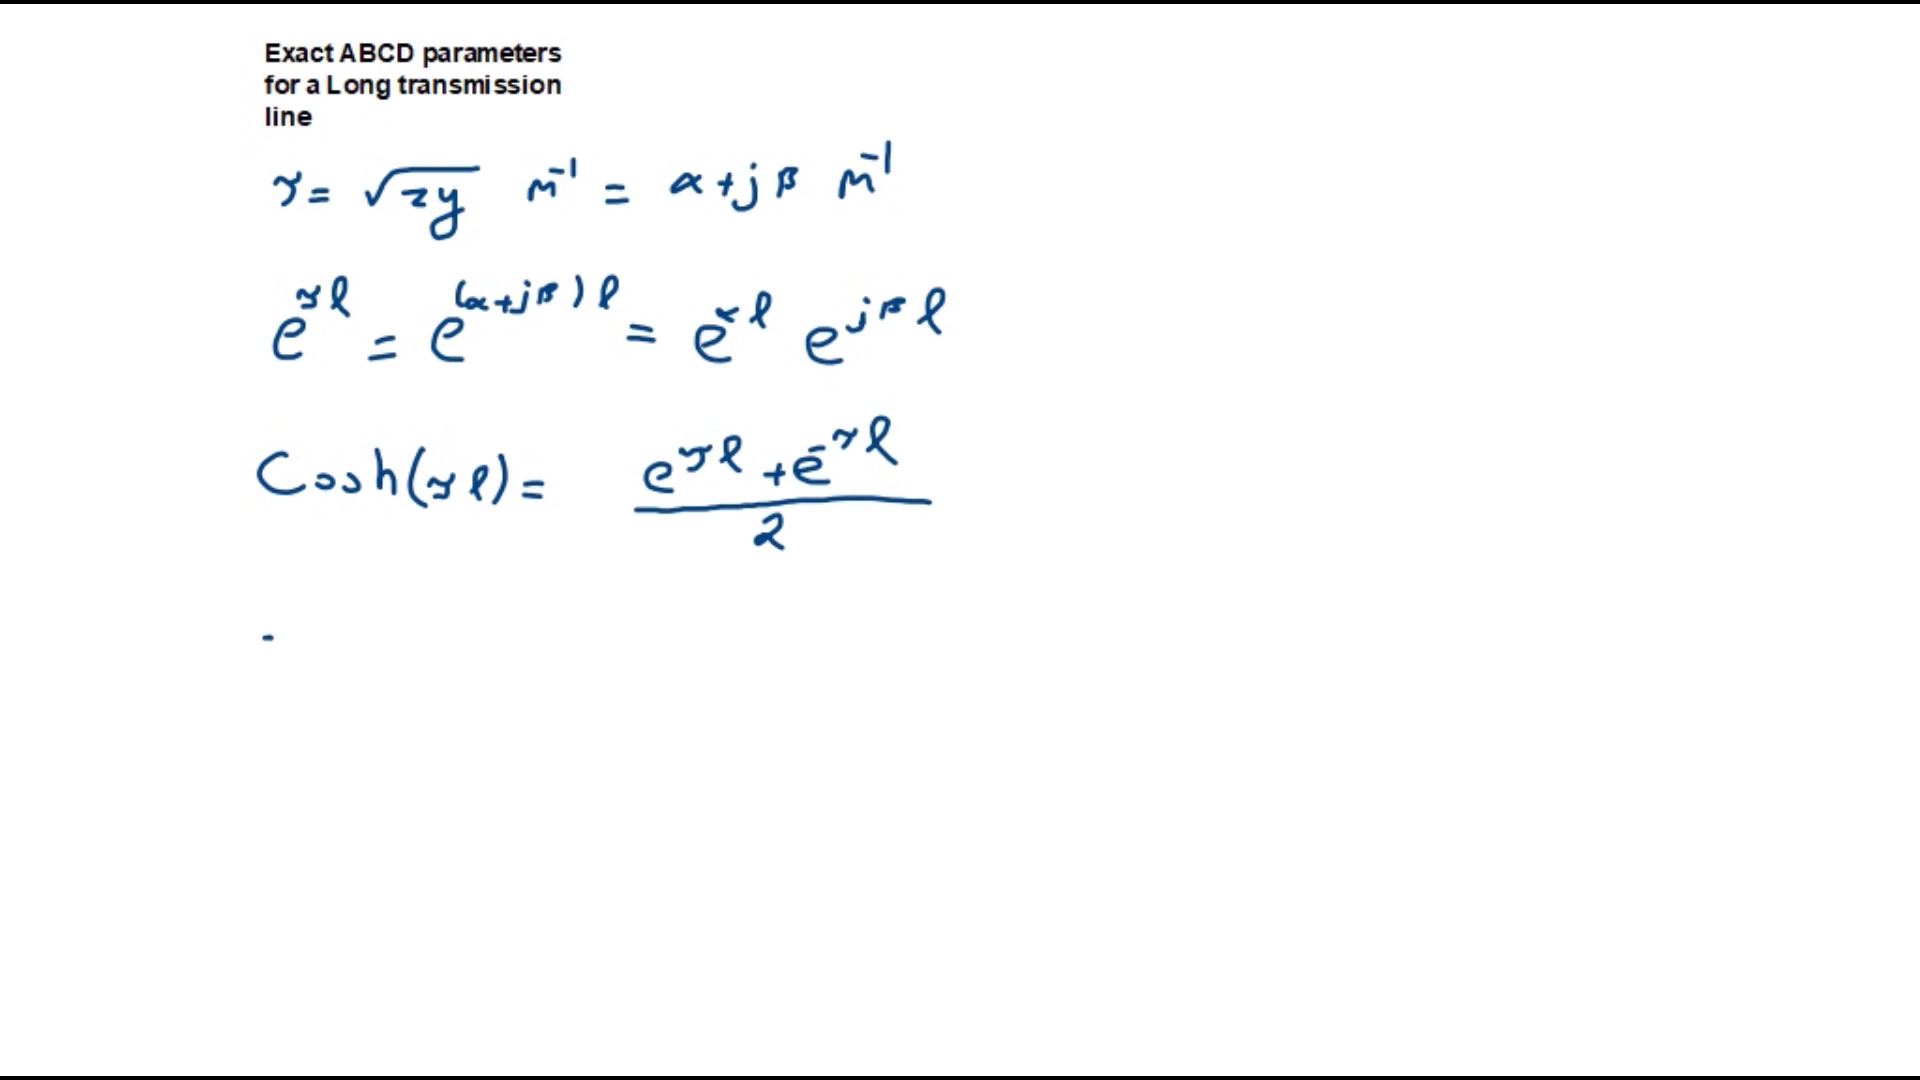 Exact ABCD parameters
for a Long transmission
line
γ = √zy m⁻¹ = α + jβ m⁻¹
e^γℓ = e^(α+jβ)ℓ = e^αℓ e^jβℓ
Cosh(γℓ) = (e^γℓ + e^-γℓ) / 2
-